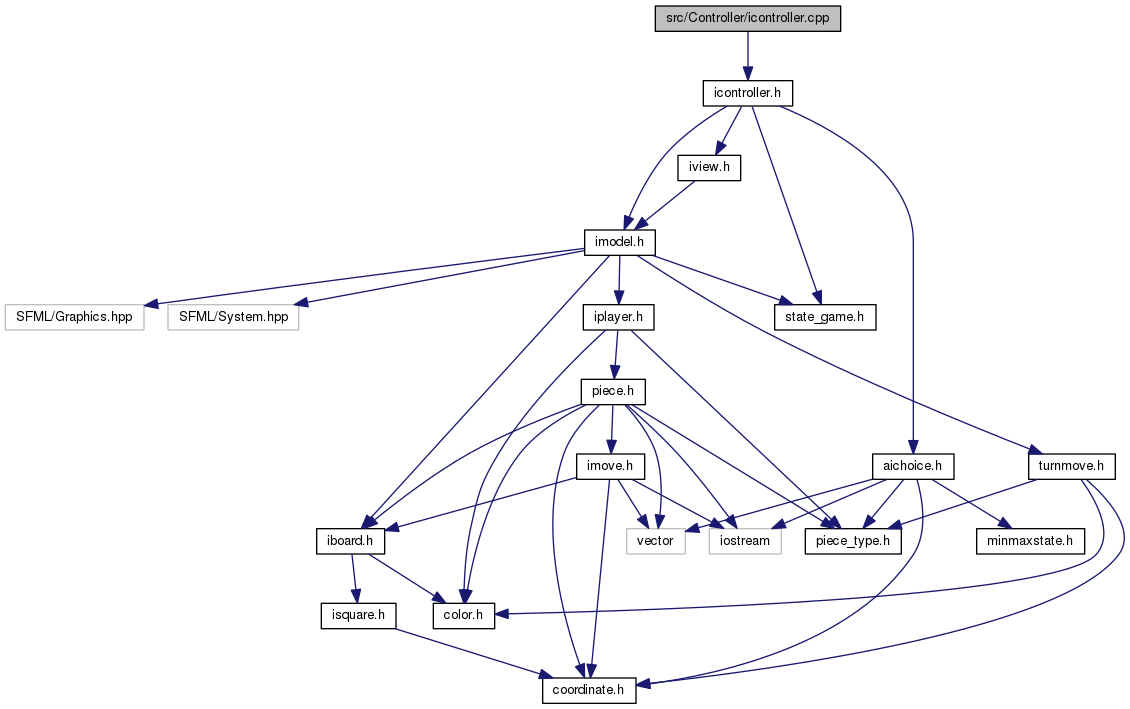 src/Controller/icontroller.cpp
icontroller.h
iview.h
imodel.h
SFML/Graphics.hpp
SFML/System.hpp
iplayer.h
state_game.h
piece.h
imove.h
aichoice.h
turnmove.h
iboard.h
vector
iostream
piece_type.h
minmaxstate.h
isquare.h
color.h
coordinate.h